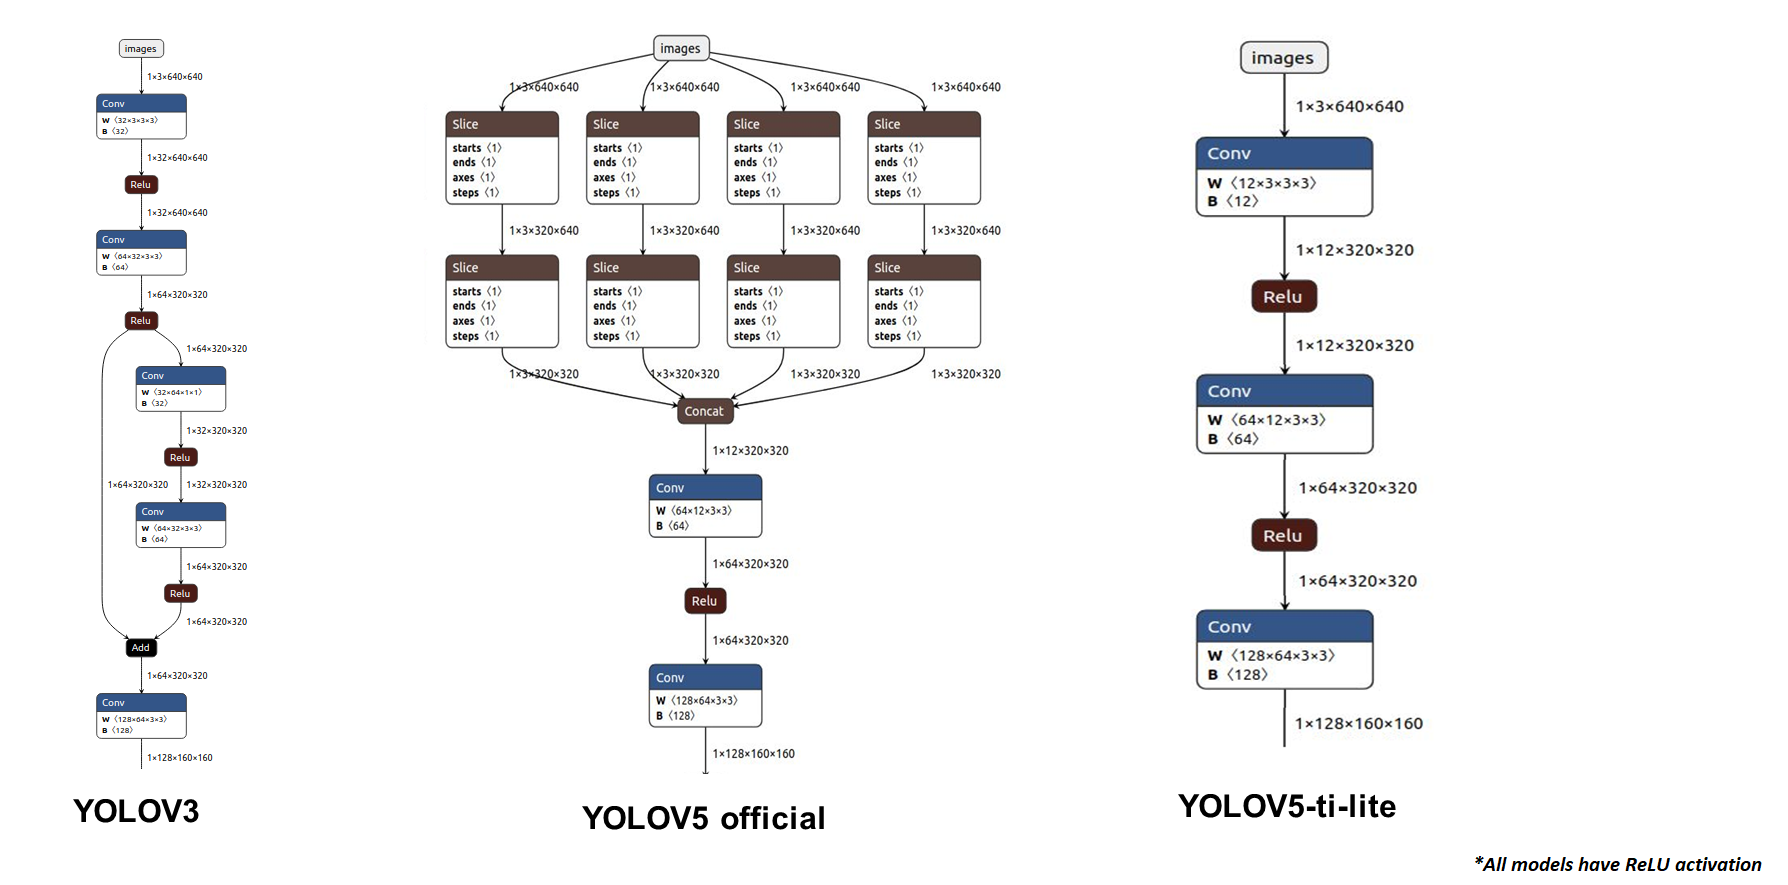 images
1×3×640×640
Conv
W ⟨32×3×3×3⟩
B ⟨32⟩
1×32×640×640
Relu
1×32×640×640
Conv
W ⟨64×32×3×3⟩
B ⟨64⟩
1×64×320×320
Relu
1×64×320×320
Conv
W ⟨32×64×1×1⟩
B ⟨32⟩
1×32×320×320
Relu
1×64×320×320
1×32×320×320
Conv
W ⟨64×32×3×3⟩
B ⟨64⟩
1×64×320×320
Relu
1×64×320×320
Add
1×64×320×320
Conv
W ⟨128×64×3×3⟩
B ⟨128⟩
1×128×160×160
YOLOV3
images
1×3×640×640 1×3×640×640 1×3×640×640 1×3×640×640
Slice Slice Slice Slice
starts ⟨1⟩ starts ⟨1⟩ starts ⟨1⟩ starts ⟨1⟩
ends ⟨1⟩ ends ⟨1⟩ ends ⟨1⟩ ends ⟨1⟩
axes ⟨1⟩ axes ⟨1⟩ axes ⟨1⟩ axes ⟨1⟩
steps ⟨1⟩ steps ⟨1⟩ steps ⟨1⟩ steps ⟨1⟩
1×3×320×640 1×3×320×640 1×3×320×640 1×3×320×640
Slice Slice Slice Slice
starts ⟨1⟩ starts ⟨1⟩ starts ⟨1⟩ starts ⟨1⟩
ends ⟨1⟩ ends ⟨1⟩ ends ⟨1⟩ ends ⟨1⟩
axes ⟨1⟩ axes ⟨1⟩ axes ⟨1⟩ axes ⟨1⟩
steps ⟨1⟩ steps ⟨1⟩ steps ⟨1⟩ steps ⟨1⟩
1×3×320×320 1×3×320×320 1×3×320×320 1×3×320×320
Concat
1×12×320×320
Conv
W ⟨64×12×3×3⟩
B ⟨64⟩
1×64×320×320
Relu
1×64×320×320
Conv
W ⟨128×64×3×3⟩
B ⟨128⟩
1×128×160×160
YOLOV5 official
images
1×3×640×640
Conv
W ⟨12×3×3×3⟩
B ⟨12⟩
1×12×320×320
Relu
1×12×320×320
Conv
W ⟨64×12×3×3⟩
B ⟨64⟩
1×64×320×320
Relu
1×64×320×320
Conv
W ⟨128×64×3×3⟩
B ⟨128⟩
1×128×160×160
YOLOV5-ti-lite
*All models have ReLU activation